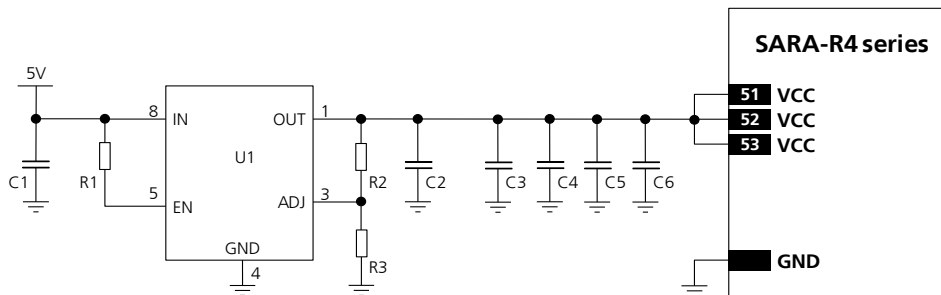 SARA-R4 series
5V
51 VCC
8 IN OUT 1
52 VCC
53 VCC
U1
C1 R1 R2 C2 C3 C4 C5 C6
5 EN ADJ 3
GND
4
R3
GND